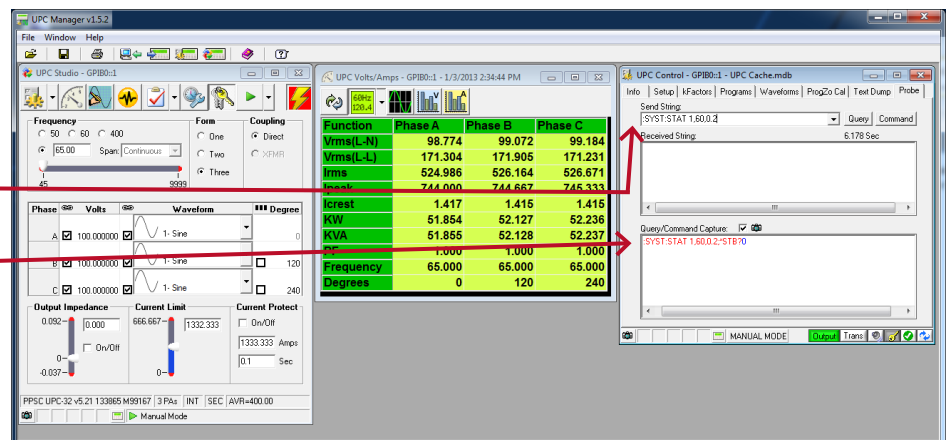 UPC Manager v1.5.2
File Window Help
UPC Studio - GPIB0::1
Frequency
50 60 400
65.00 Span: Continuous
45 9999
Form
One
Two
Three
Coupling
Direct
XFMR
Phase Volts Waveform Degree
A 100.000000 1- Sine 0
B 100.000000 1- Sine 120
C 100.000000 1- Sine 240
Output Impedance
0.092 0.000
On/Off
0
-0.037
Current Limit
666.667 1332.333
0
Current Protect
On/Off
1333.333 Amps
0.1 Sec
PPSC UPC-32 v5.21 133865 M99167 3 PAs INT SEC AVR=400.00
Manual Mode
UPC Volts/Amps - GPIB0::1 - 1/3/2013 2:34:44 PM
60Hz
120.4
V A
Function Phase A Phase B Phase C
Vrms(L-N) 98.774 99.072 99.184
Vrms(L-L) 171.304 171.905 171.231
Irms 524.986 526.164 526.671
Ipeak 744.000 744.667 745.333
Icrest 1.417 1.415 1.415
KW 51.854 52.127 52.236
KVA 51.855 52.128 52.237
PF 1.000 1.000 1.000
Frequency 65.000 65.000 65.000
Degrees 0 120 240
UPC Control - GPIB0::1 - UPC Cache.mdb
Info Setup kFactors Programs Waveforms ProgZo Cal Text Dump Probe
Send String:
:SYST:STAT 1,60,0.2 Query Command
Received String: 6.178 Sec
Query/Command Capture:
:SYST:STAT 1,60,0.2;*STB?0
MANUAL MODE Output Trans